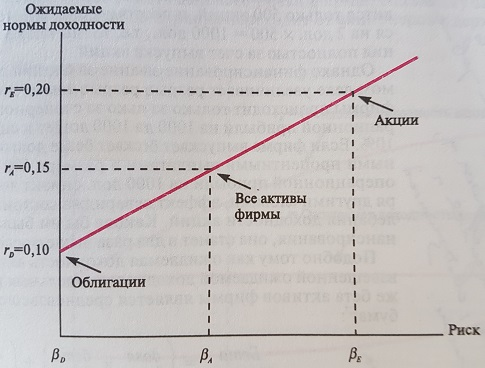 Ожидаемые
нормы доходности
r_E=0,20
Акции
r_A=0,15
Все активы
фирмы
r_D=0,10
Облигации
Риск
β_D
β_A
β_E